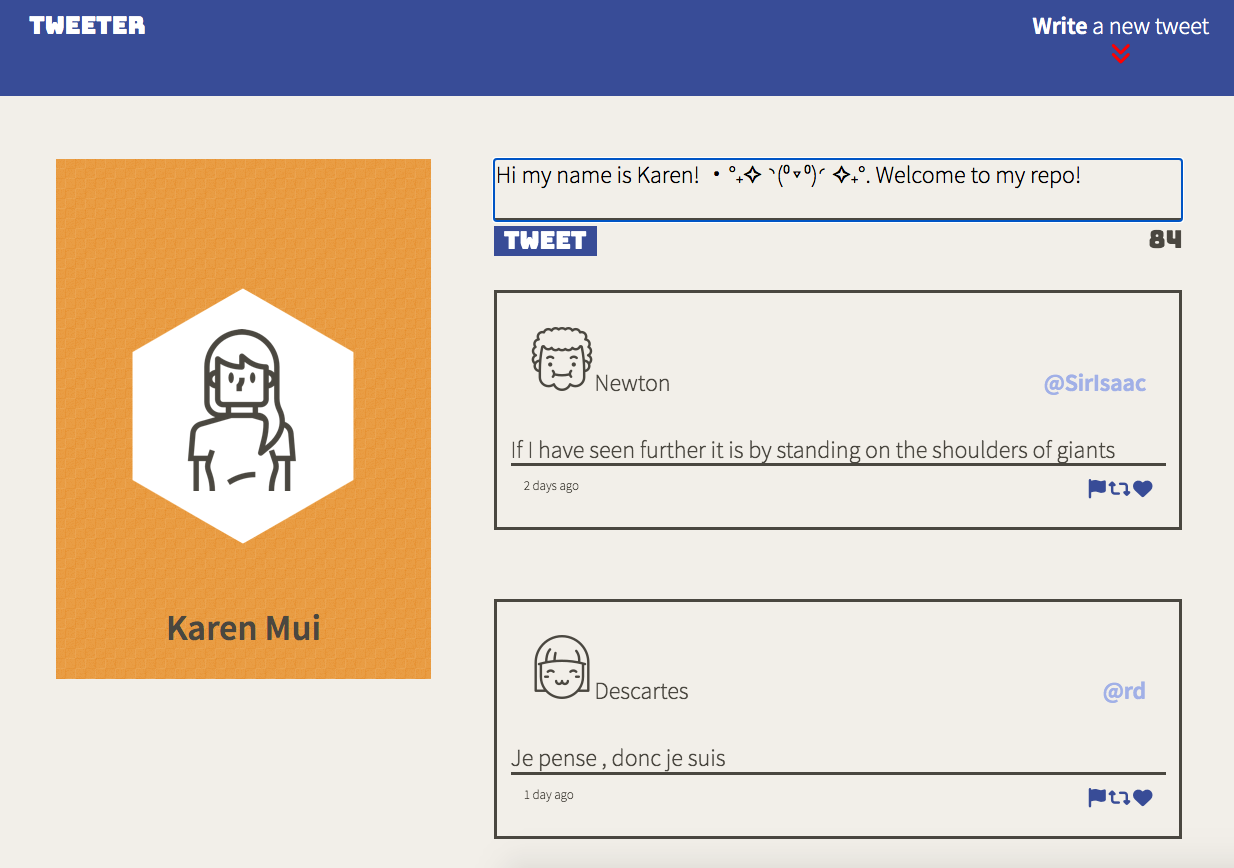 TWEETER
Write a new tweet
Karen Mui
Hi my name is Karen! ・°₊✧ ˋ(⁰▿⁰)ˊ ✧₊°. Welcome to my repo!
TWEET
84
Newton
@SirIsaac
If I have seen further it is by standing on the shoulders of giants
2 days ago
Descartes
@rd
Je pense , donc je suis
1 day ago